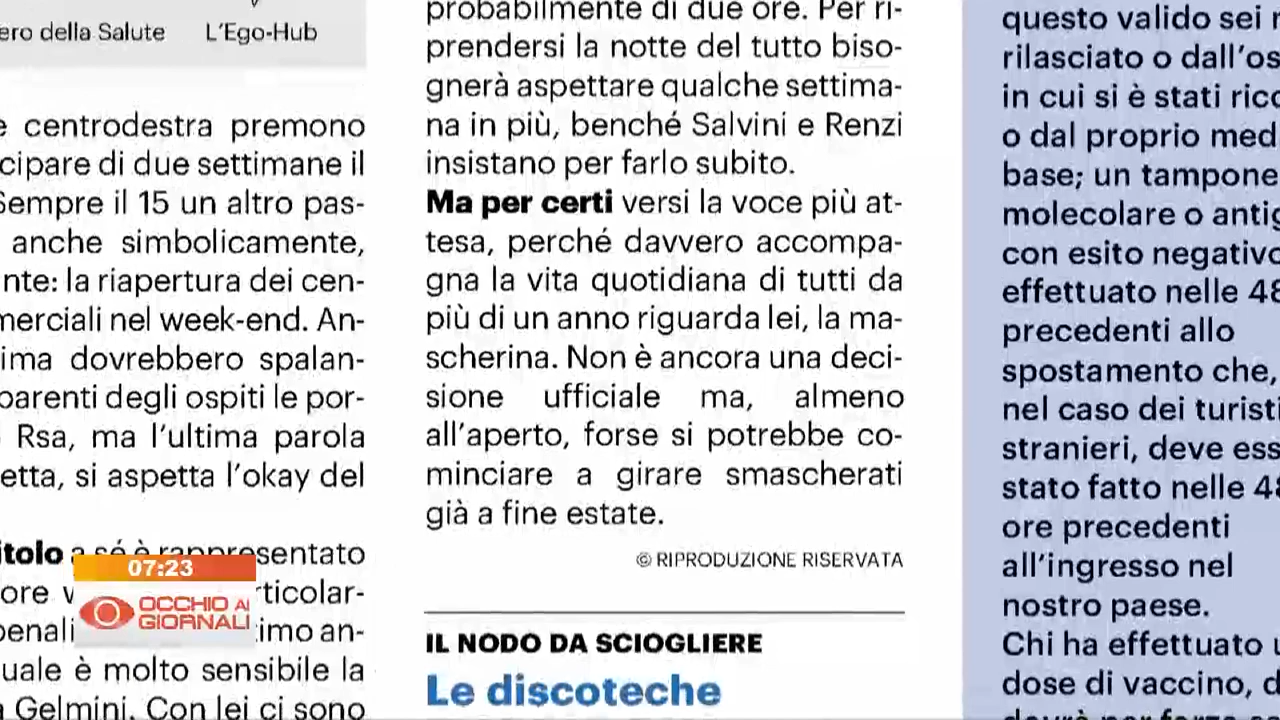 ero della Salute
L'Ego-Hub
e centrodestra premono
cipare di due settimane il
Sempre il 15 un altro pas-
anche simbolicamente,
nte: la riapertura dei cen-
merciali nel week-end. An-
ima dovrebbero spalan-
parenti degli ospiti le por-
Rsa, ma l'ultima parola
etta, si aspetta l'okay del
itolo a sé è rappresentato
ore ticolar-
penali timo an-
uale è molto sensibile la
Gelmini. Con lei ci sono
probabilmente di due ore. Per ri-
prendersi la notte del tutto biso-
gnerà aspettare qualche settima-
na in più, benché Salvini e Renzi
insistano per farlo subito.
Ma per certi versi la voce più at-
tesa, perché davvero accompa-
gna la vita quotidiana di tutti da
più di un anno riguarda lei, la ma-
scherina. Non è ancora una deci-
sione ufficiale ma, almeno
all'aperto, forse si potrebbe co-
minciare a girare smascherati
già a fine estate.
© RIPRODUZIONE RISERVATA
IL NODO DA SCIOGLIERE
Le discoteche
questo valido sei
rilasciato o dall'os
in cui si è stati rico
o dal proprio med
base; un tampone
molecolare o antig
con esito negativo
effettuato nelle 48
precedenti allo
spostamento che,
nel caso dei turisti
stranieri, deve ess
stato fatto nelle 48
ore precedenti
all'ingresso nel
nostro paese.
Chi ha effettuato u
dose di vaccino, d
07:23
OCCHIO AI
GIORNALI